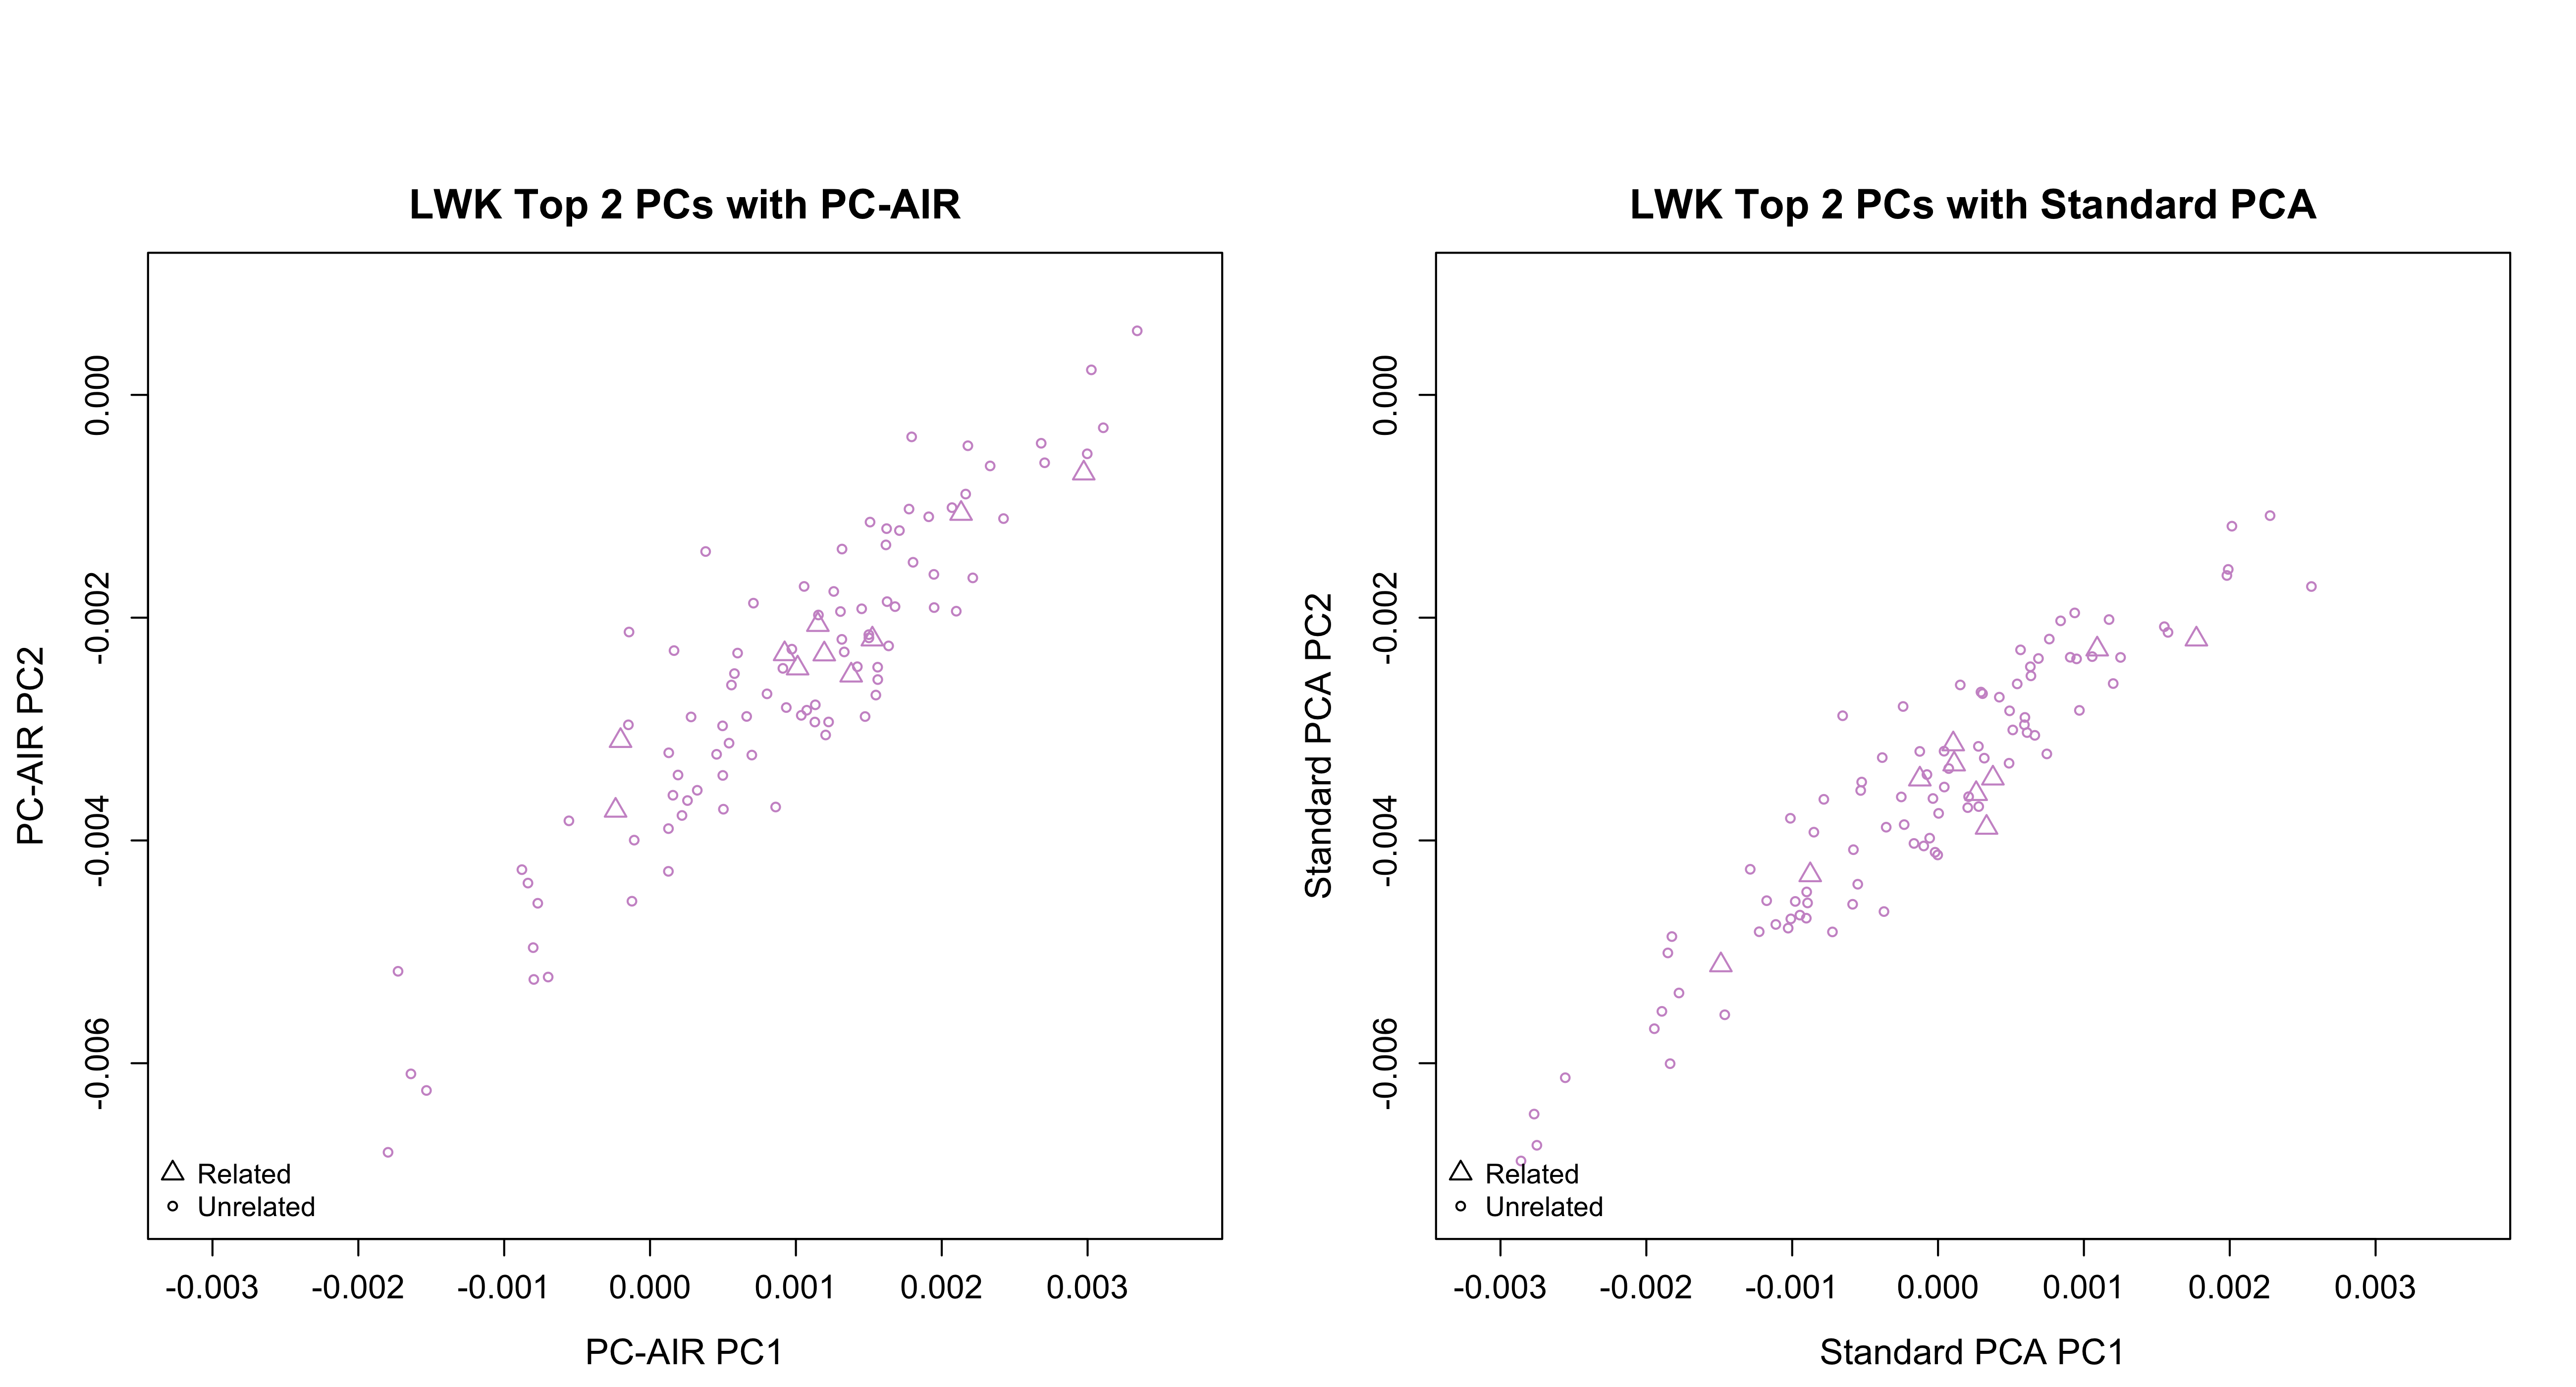 LWK Top 2 PCs with PC-AIR
PC-AIR PC2
0.000
-0.002
-0.004
-0.006
Related
Unrelated
-0.003 -0.002 -0.001 0.000 0.001 0.002 0.003
PC-AIR PC1
LWK Top 2 PCs with Standard PCA
Standard PCA PC2
0.000
-0.002
-0.004
-0.006
Related
Unrelated
-0.003 -0.002 -0.001 0.000 0.001 0.002 0.003
Standard PCA PC1